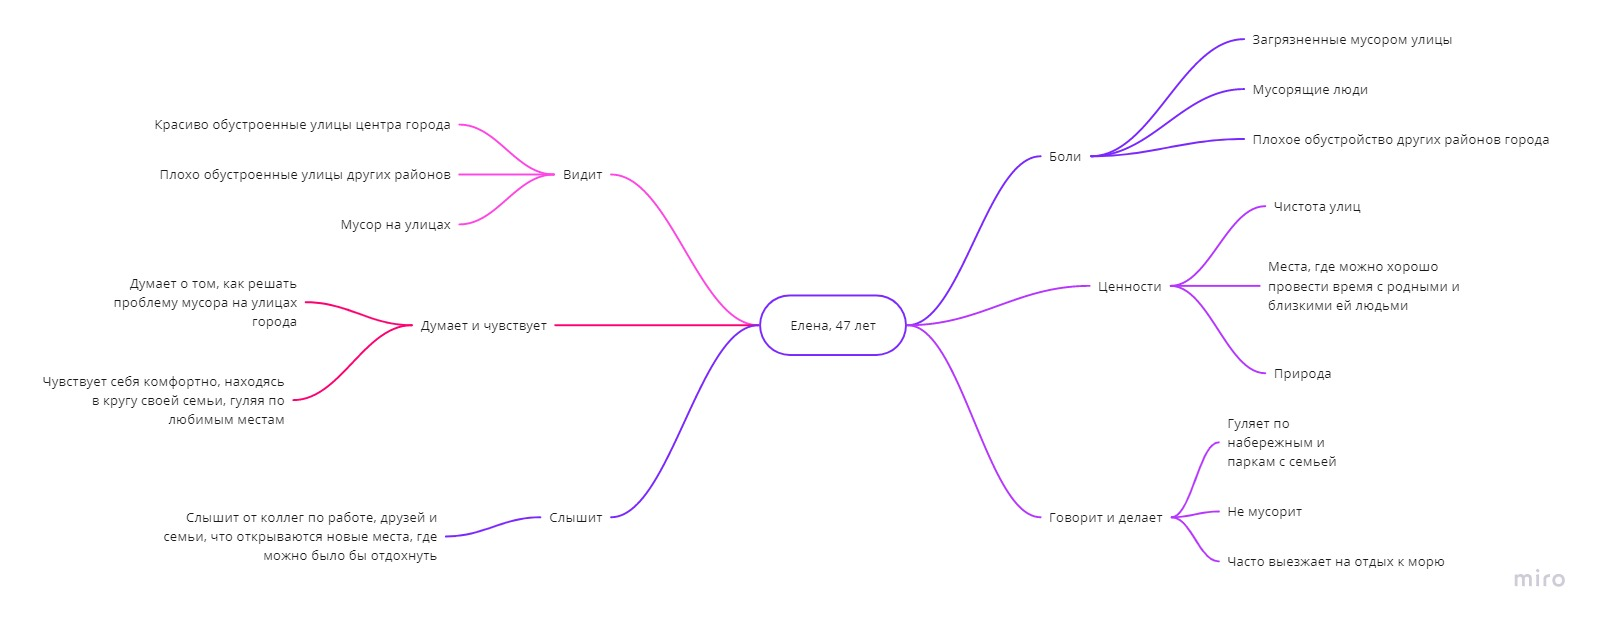 Елена, 47 лет
Видит
Красиво обустроенные улицы центра города
Плохо обустроенные улицы других районов
Мусор на улицах
Думает и чувствует
Думает о том, как решать
проблему мусора на улицах
города
Чувствует себя комфортно, находясь
в кругу своей семьи, гуляя по
любимым местам
Слышит
Слышит от коллег по работе, друзей и
семьи, что открываются новые места, где
можно было бы отдохнуть
Боли
Загрязненные мусором улицы
Мусорящие люди
Плохое обустройство других районов города
Ценности
Чистота улиц
Места, где можно хорошо
провести время с родными и
близкими ей людьми
Природа
Говорит и делает
Гуляет по
набережным и
паркам с семьей
Не мусорит
Часто выезжает на отдых к морю
miro